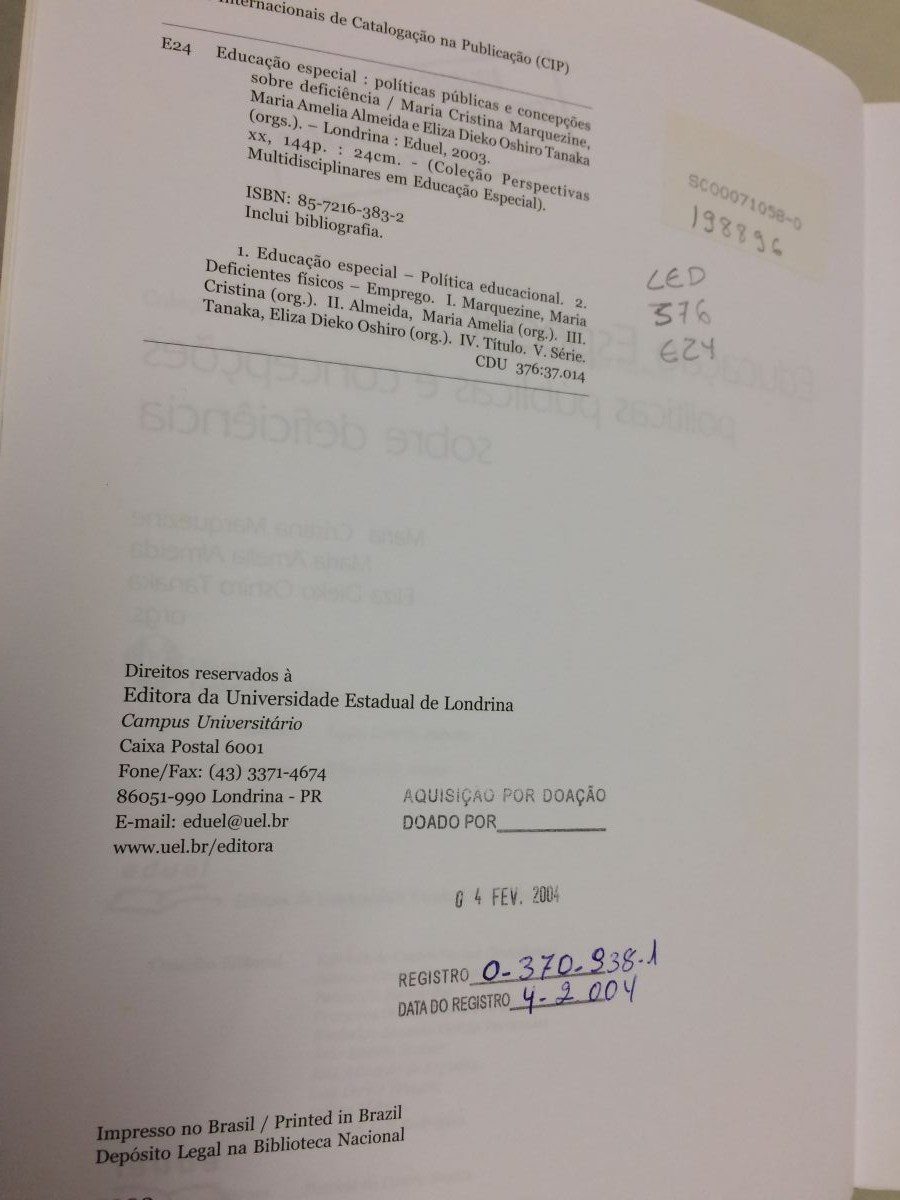 Internacionais de Catalogação na Publicação (CIP)
E24 Educação especial : políticas públicas e concepções
sobre deficiência / Maria Cristina Marquezine,
Maria Amelia Almeida e Eliza Dieko Oshiro Tanaka
(orgs.). – Londrina : Eduel, 2003.
xx, 144p. : 24cm. - (Coleção Perspectivas
Multidisciplinares em Educação Especial).
ISBN: 85-7216-383-2
Inclui bibliografia.
1. Educação especial – Política educacional. 2.
Deficientes físicos – Emprego. I. Marquezine, Maria
Cristina (org.). II. Almeida, Maria Amelia (org.). III.
Tanaka, Eliza Dieko Oshiro (org.). IV. Título. V. Série.
CDU 376:37.014
SC00071058-0
198896
LED
376
E24
Direitos reservados à
Editora da Universidade Estadual de Londrina
Campus Universitário
Caixa Postal 6001
Fone/Fax: (43) 3371-4674
86051-990 Londrina - PR
E-mail: eduel@uel.br
www.uel.br/editora
AQUISIÇÃO POR DOAÇÃO
DOADO POR
0 4 FEV. 2004
REGISTRO 0-370-938-1
DATA DO REGISTRO 4-2 004
Impresso no Brasil / Printed in Brazil
Depósito Legal na Biblioteca Nacional